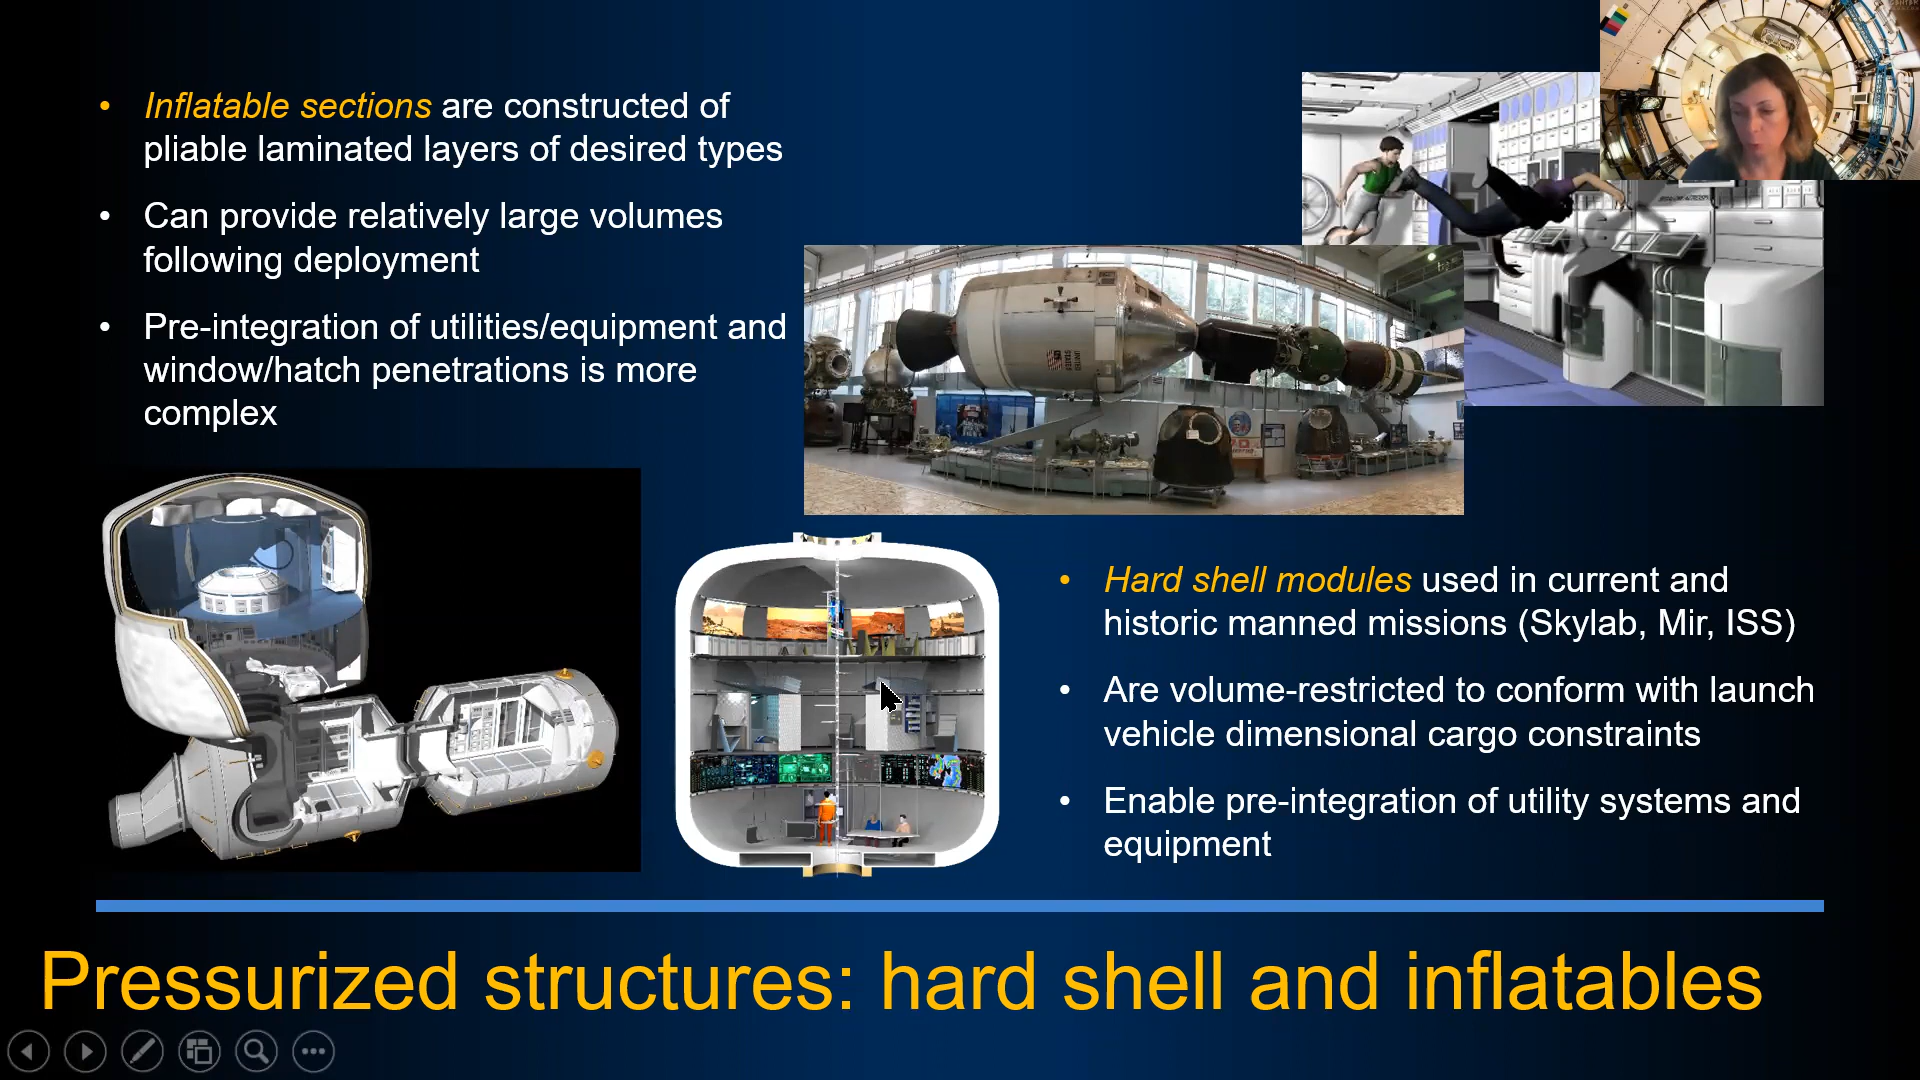 • Inflatable sections are constructed of
pliable laminated layers of desired types
• Can provide relatively large volumes
following deployment
• Pre-integration of utilities/equipment and
window/hatch penetrations is more
complex
UNITED
STATES
• Hard shell modules used in current and
historic manned missions (Skylab, Mir, ISS)
• Are volume-restricted to conform with launch
vehicle dimensional cargo constraints
• Enable pre-integration of utility systems and
equipment
Pressurized structures: hard shell and inflatables